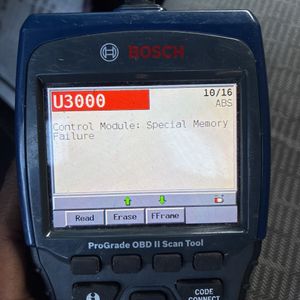 BOSCH
U3000
10/16
ABS
Control Module: Special Memory
Failure
Read Erase FFrame
ProGrade OBD II Scan Tool
CODE
CONNECT